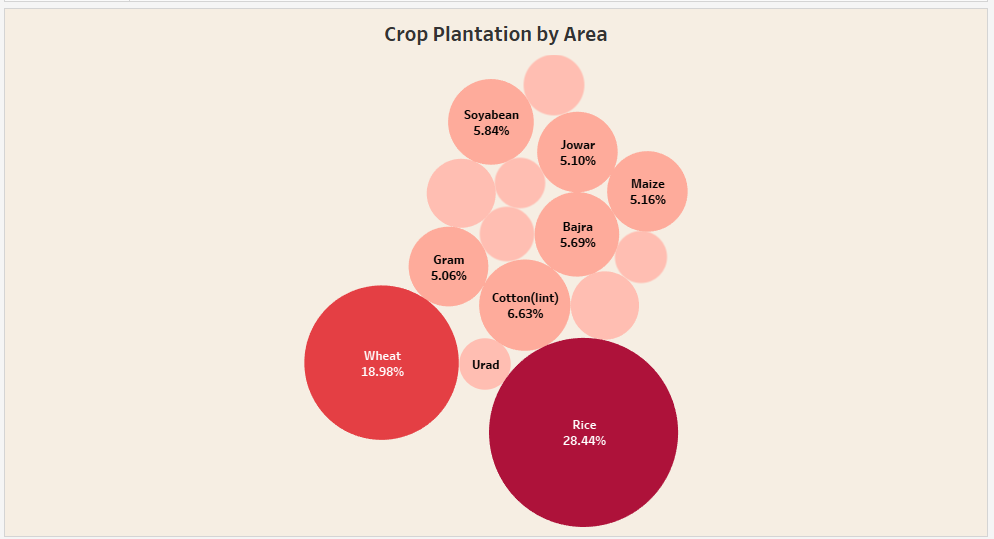 Crop Plantation by Area
Soyabean
5.84%
Jowar
5.10%
Maize
5.16%
Bajra
5.69%
Gram
5.06%
Cotton(lint)
6.63%
Wheat
18.98%
Urad
Rice
28.44%